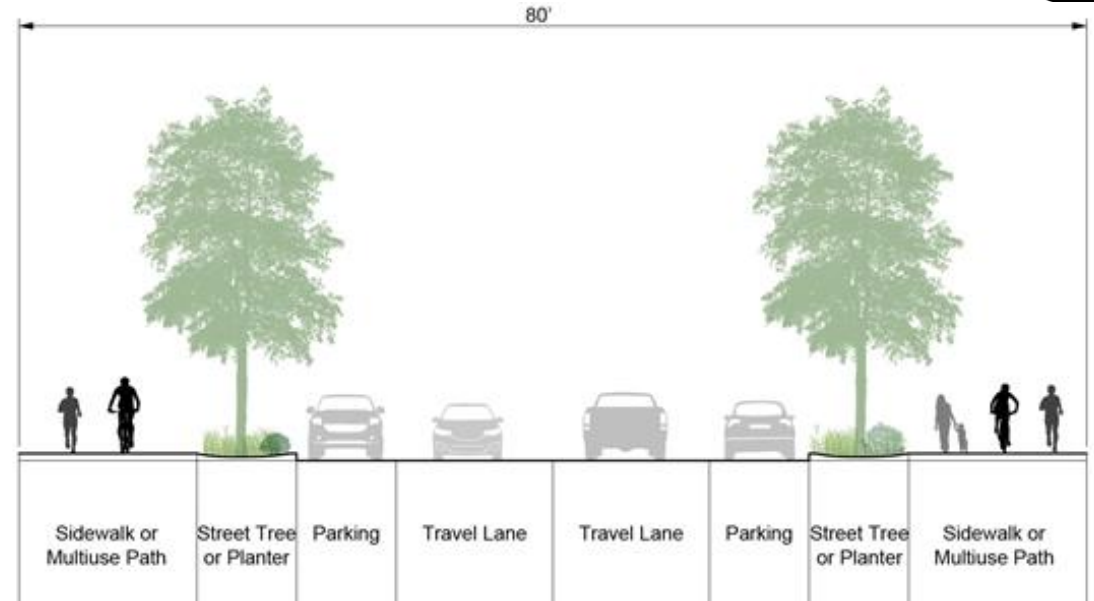 80'
Sidewalk or
Multiuse Path
Street Tree
or Planter
Parking
Travel Lane
Travel Lane
Parking
Street Tree
or Planter
Sidewalk or
Multiuse Path